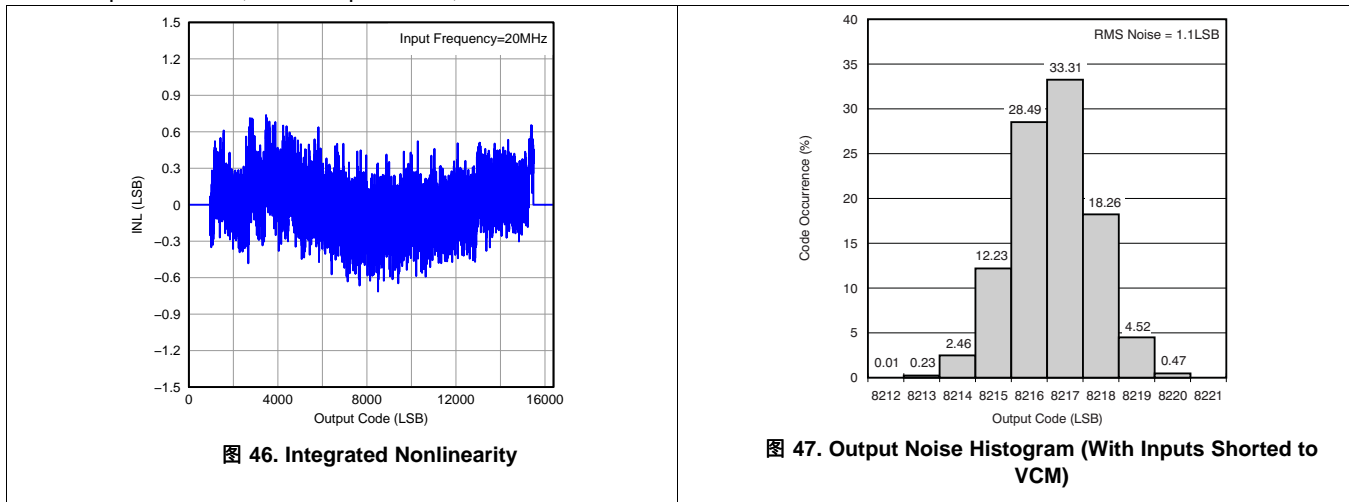 1.5
1.2
0.9
0.6
0.3
0
−0.3
−0.6
−0.9
−1.2
−1.5
INL (LSB)
Input Frequency=20MHz
0 4000 8000 12000 16000
Output Code (LSB)
图 46. Integrated Nonlinearity
40
35
30
25
20
15
10
5
0
Code Occurrence (%)
RMS Noise = 1.1LSB
0.01 0.23 2.46 12.23 28.49 33.31 18.26 4.52 0.47
8212 8213 8214 8215 8216 8217 8218 8219 8220 8221
Output Code (LSB)
图 47. Output Noise Histogram (With Inputs Shorted to
VCM)